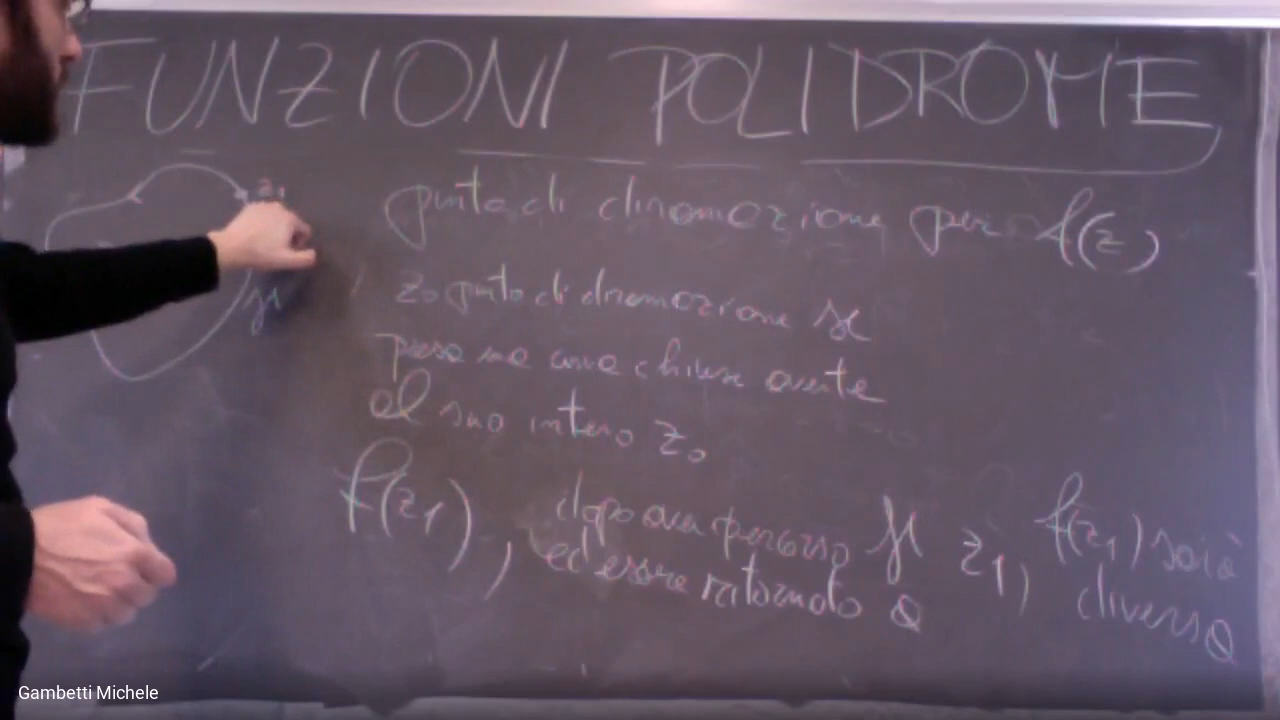 FUNZIONI POLIDROME
z₁
γ
punto di diramazione per f(z)
z₀ punto di diramazione se
presa una curva chiusa avente
al suo interno z₀
f(z₁), dopo aver percorso γ ed essere ritornato a z₁, f(z₁) sarà diverso
Gambetti Michele